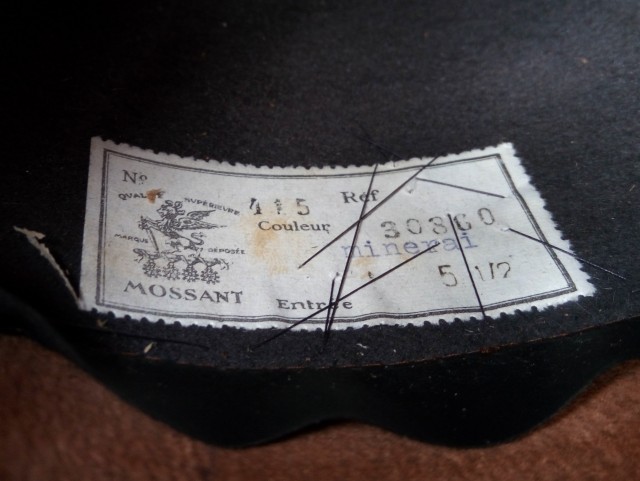 No 415 Ref 30360
QUALITÉ SUPÉRIEURE
Couleur minerai
MARQUE DÉPOSÉE
MOSSANT
Entrée 5 1/2